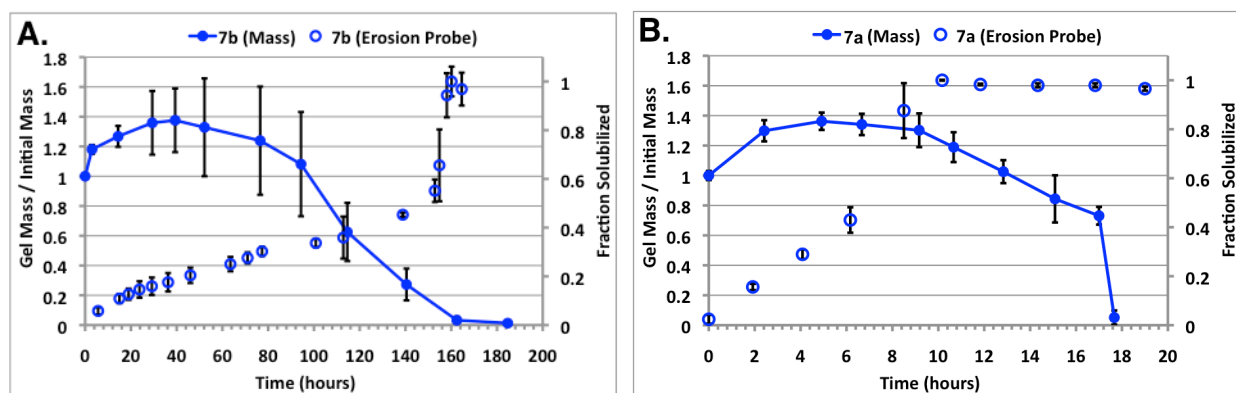 A.
7b (Mass) 7b (Erosion Probe)
Gel Mass / Initial Mass
1.8
1.6
1.4
1.2
1
0.8
0.6
0.4
0.2
0
1
0.8
0.6
0.4
0.2
0
Fraction Solubilized
0 20 40 60 80 100 120 140 160 180 200
Time (hours)
B.
7a (Mass) 7a (Erosion Probe)
Gel Mass / Initial Mass
1.8
1.6
1.4
1.2
1
0.8
0.6
0.4
0.2
0
1
0.8
0.6
0.4
0.2
0
Fraction Solubilized
0 2 4 6 8 10 12 14 16 18 20
Time (hours)